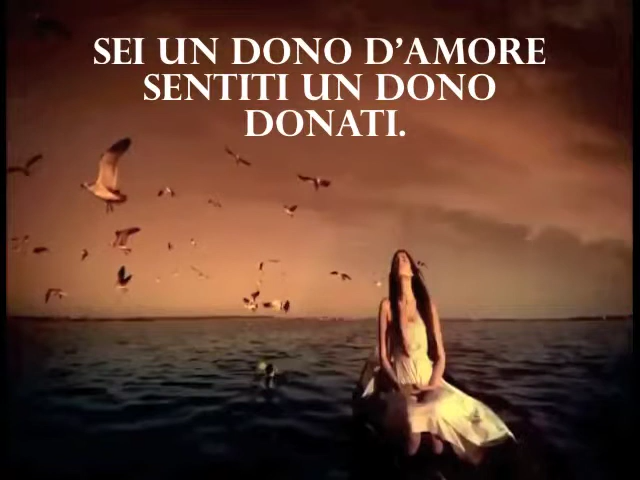 SEI UN DONO D'AMORE
SENTITI UN DONO
DONATI.